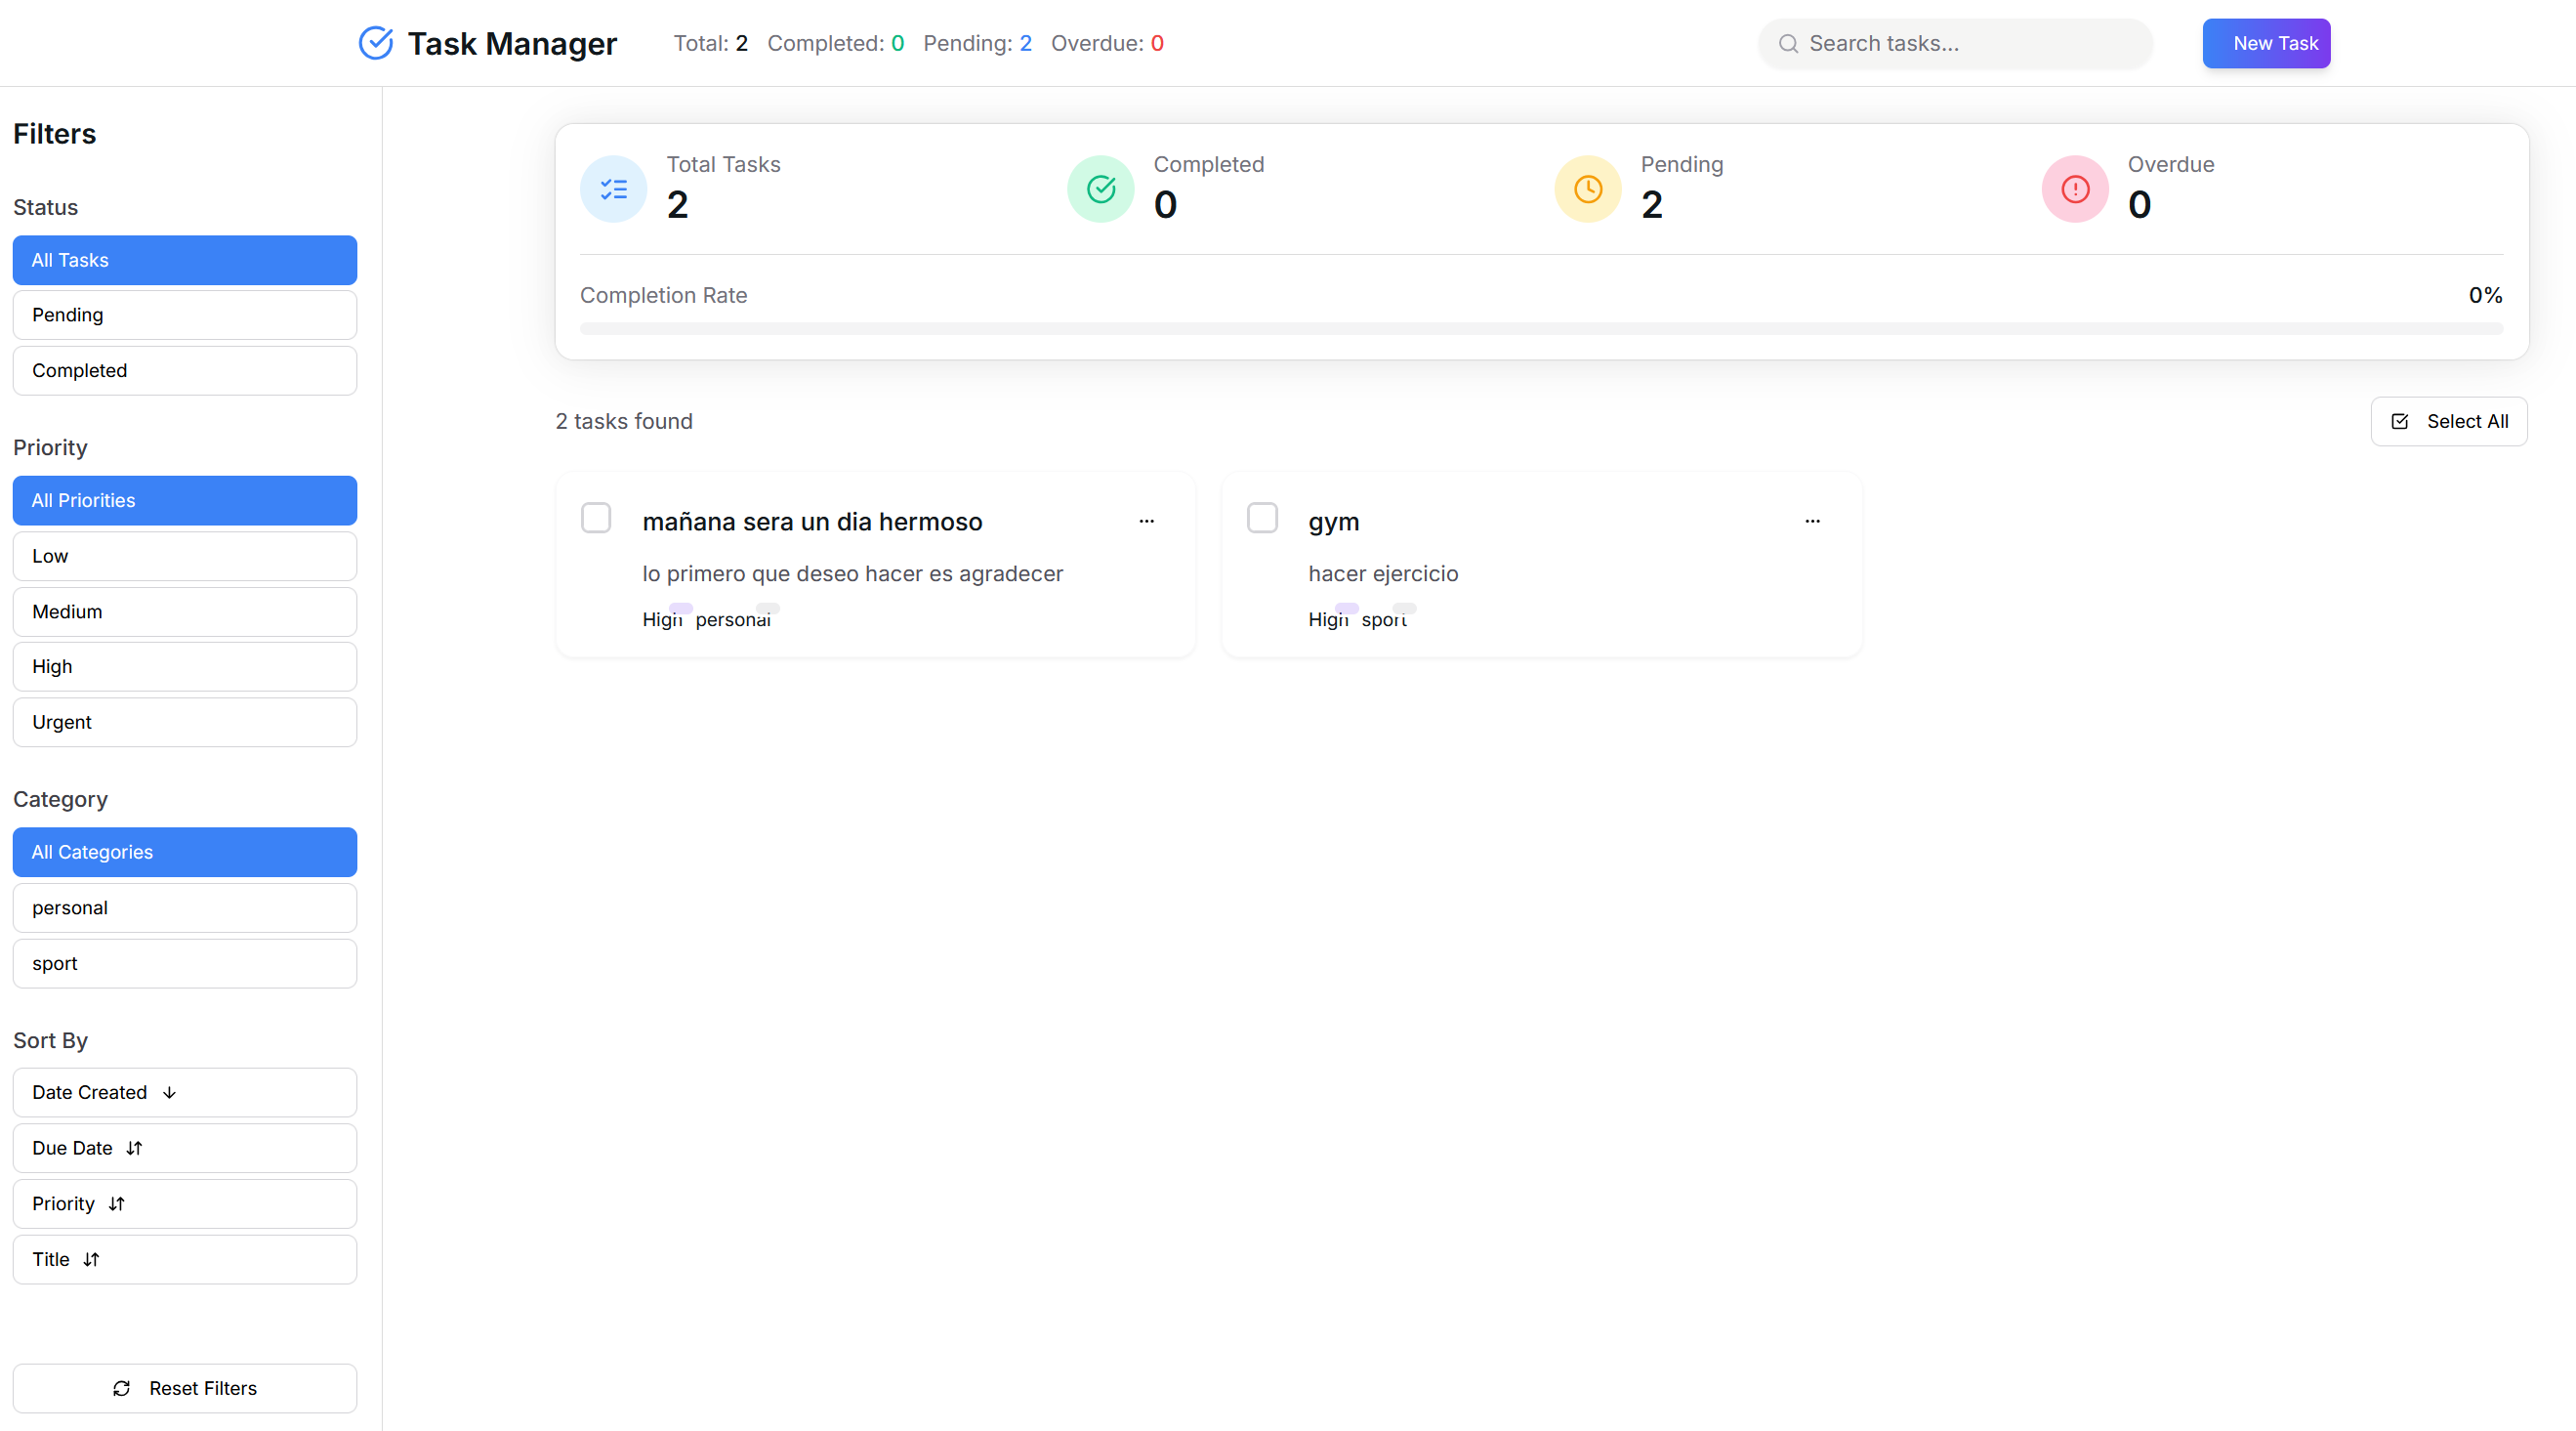 Task Manager
Total: 2 Completed: 0 Pending: 2 Overdue: 0
Search tasks...
New Task
Filters
Status
All Tasks
Pending
Completed
Priority
All Priorities
Low
Medium
High
Urgent
Category
All Categories
personal
sport
Sort By
Date Created
Due Date
Priority
Title
Reset Filters
Total Tasks
2
Completed
0
Pending
2
Overdue
0
Completion Rate 0%
2 tasks found
Select All
mañana sera un dia hermoso
lo primero que deseo hacer es agradecer
High personal
gym
hacer ejercicio
High sport